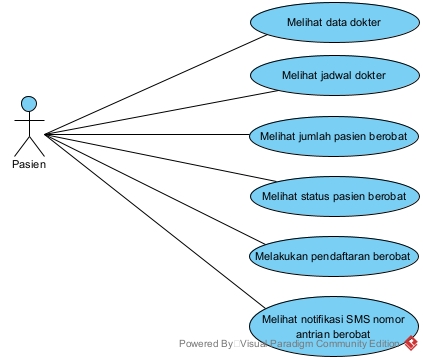 Melihat data dokter
Melihat jadwal dokter
Melihat jumlah pasien berobat
Pasien
Melihat status pasien berobat
Melakukan pendaftaran berobat
Melihat notifikasi SMS nomor
antrian berobat
Powered By Visual Paradigm Community Edition